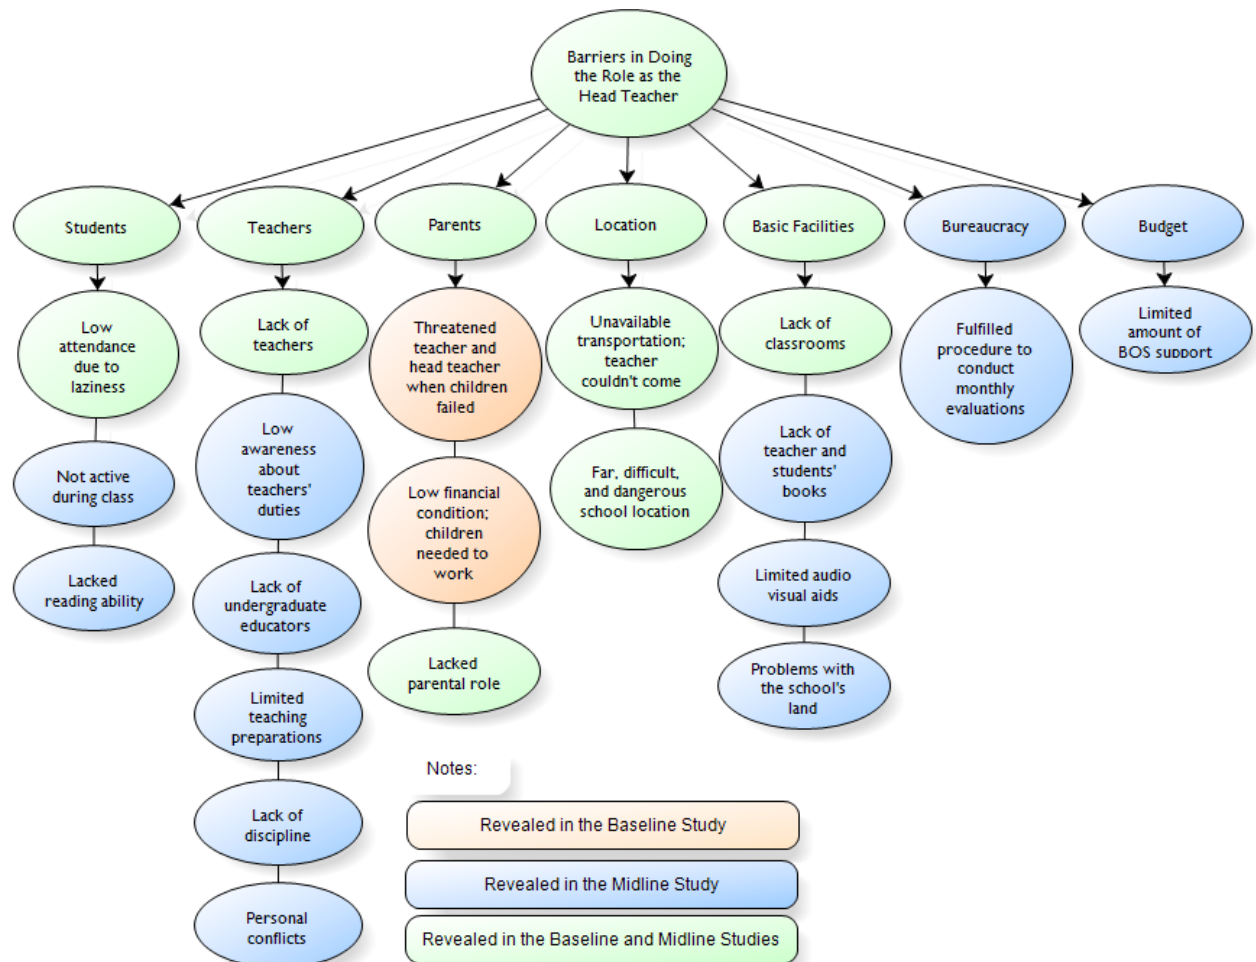 Barriers in Doing
the Role as the
Head Teacher
Students
Teachers
Parents
Location
Basic Facilities
Bureaucracy
Budget
Low
attendance
due to
laziness
Not active
during class
Lacked
reading ability
Lack of
teachers
Low
awareness
about
teachers'
duties
Lack of
undergraduate
educators
Limited
teaching
preparations
Lack of
discipline
Personal
conflicts
Threatened
teacher and
head teacher
when children
failed
Low financial
condition;
children
needed to
work
Lacked
parental role
Unavailable
transportation;
teacher
couldn't come
Far, difficult,
and dangerous
school location
Lack of
classrooms
Lack of
teacher and
students'
books
Limited audio
visual aids
Problems with
the school's
land
Fulfilled
procedure to
conduct
monthly
evaluations
Limited
amount of
BOS support
Notes:
Revealed in the Baseline Study
Revealed in the Midline Study
Revealed in the Baseline and Midline Studies